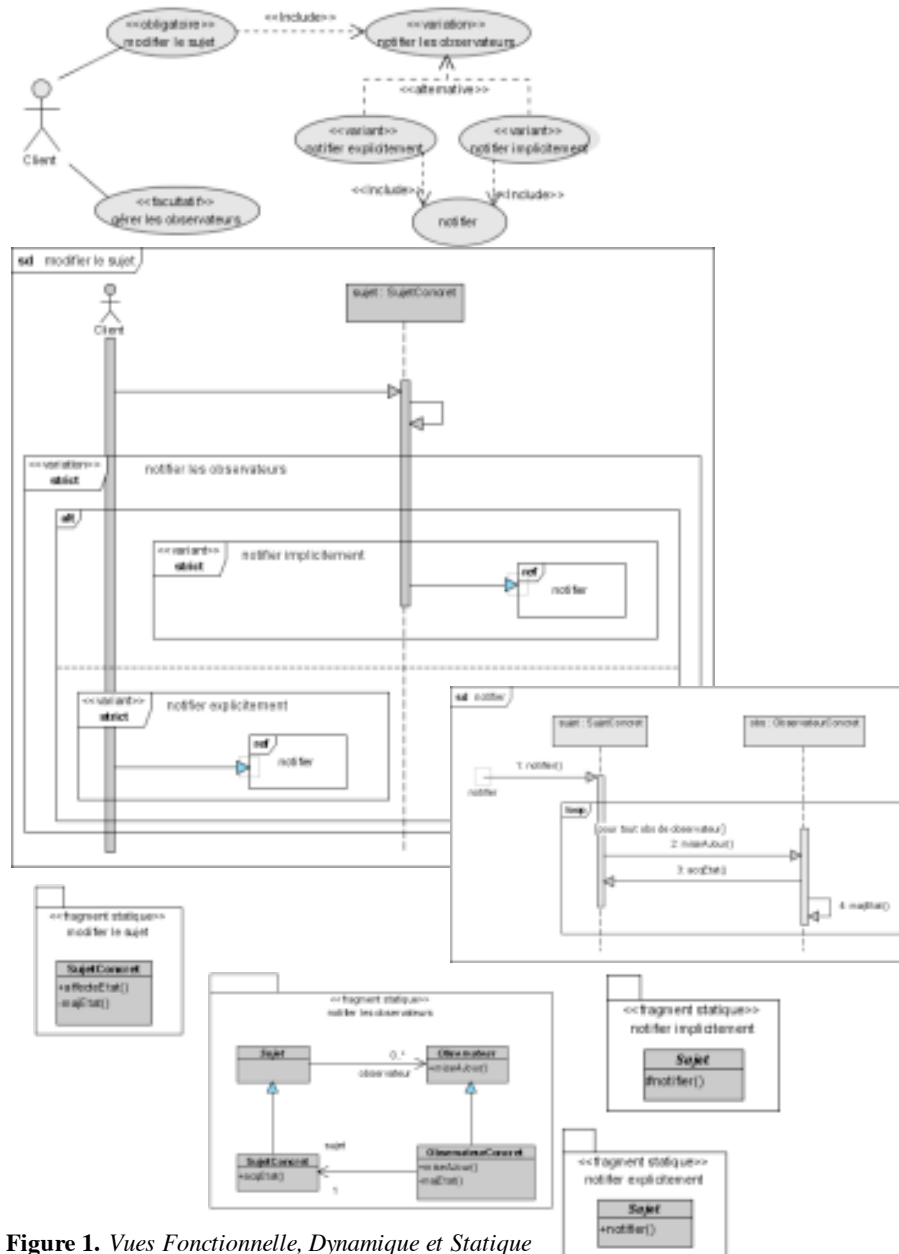 <<obligatoire>>
modifier le sujet
<<Include>>
<<variation>>
notifier les observateurs
<<alternative>>
Client
<<variant>>
notifier explicitement
<<variant>>
notifier implicitement
<<Include>>
<<Include>>
<<facultatif>>
gérer les observateurs
notifier
sd modifier le sujet
Client
sujet : SujetConcret
<<variation>>
strict
notifier les observateurs
alt
<<variant>>
strict
notifier implicitement
ref
notifier
<<variant>>
strict
notifier explicitement
ref
notifier
sd notifier
sujet : SujetConcret
obs : ObservateurConcret
1: notifier()
notifier
loop
[pour tout obs de observateur]
2: miseAJour()
3: acqEtat()
4: majEtat()
<<fragment statique>>
modifier le sujet
SujetConcret
+affecteEtat()
-majEtat()
<<fragment statique>>
notifier les observateurs
Sujet
0..*
observateur
Observateur
+miseAJour()
SujetConcret
+acqEtat()
sujet
1
ObservateurConcret
+miseAJour()
-majEtat()
<<fragment statique>>
notifier implicitement
Sujet
#notifier()
<<fragment statique>>
notifier explicitement
Sujet
+notifier()
Figure 1. Vues Fonctionnelle, Dynamique et Statique